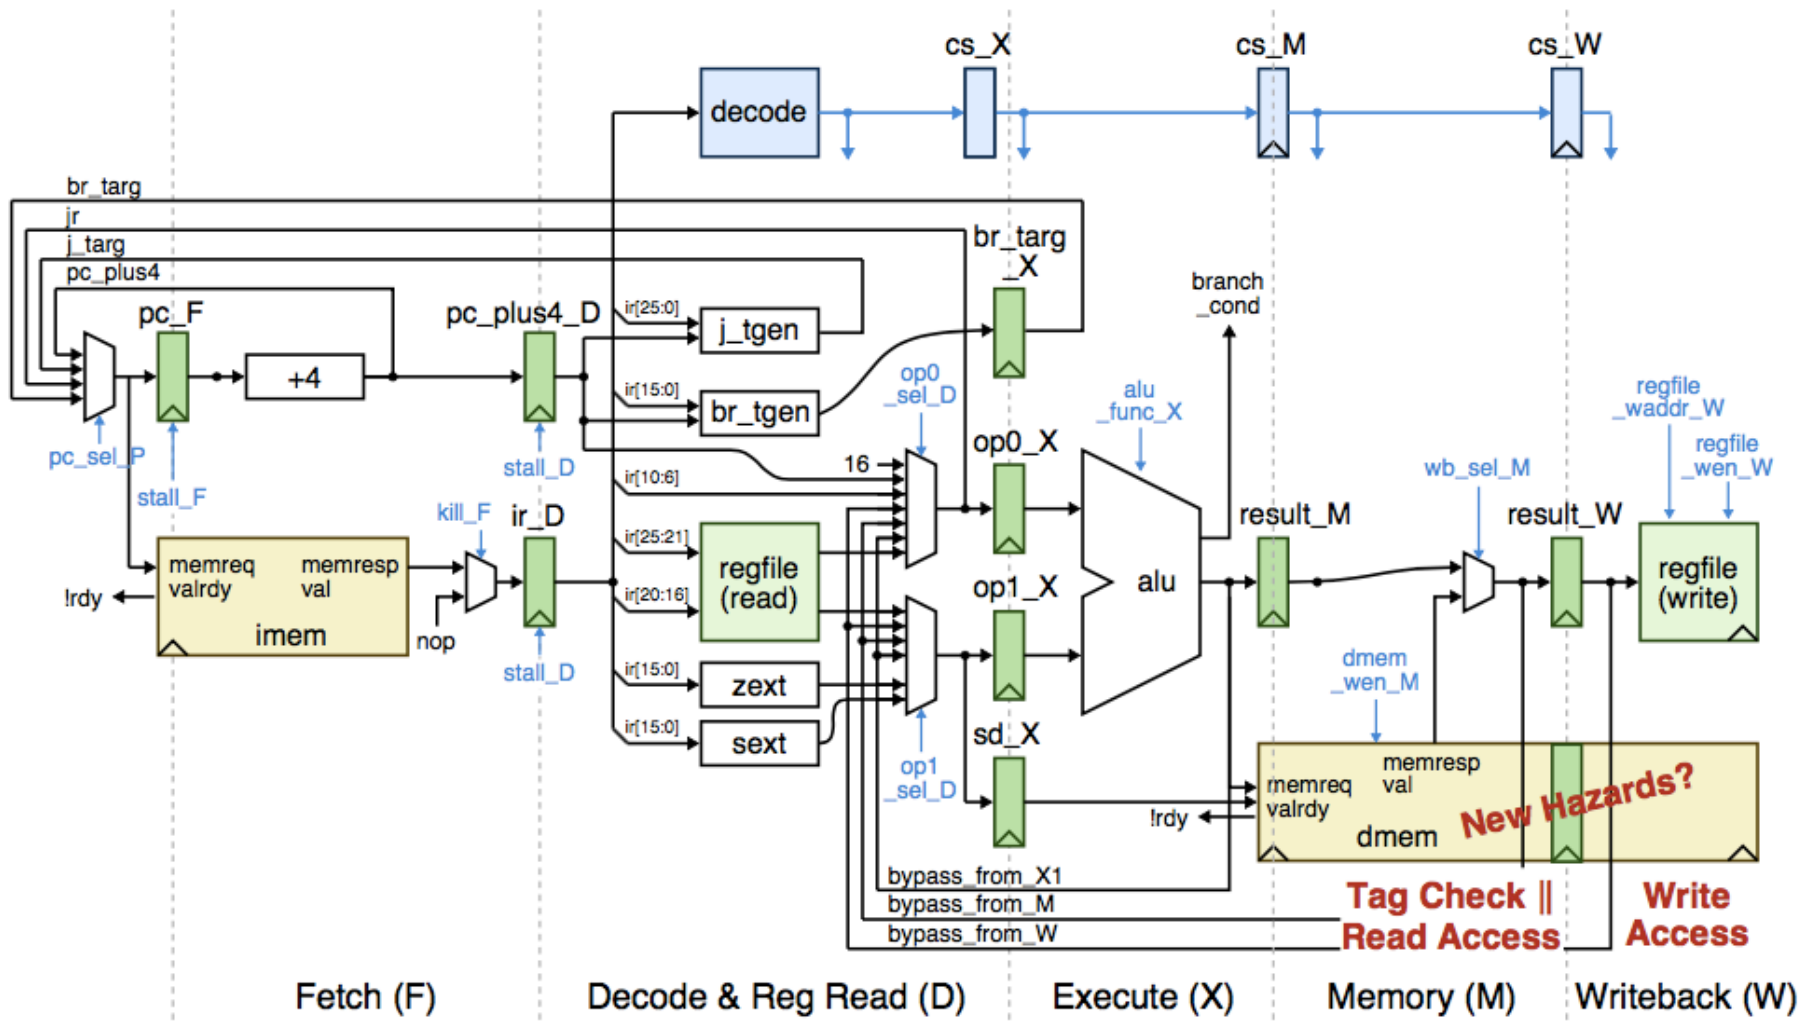 cs_X
cs_M
cs_W
decode
br_targ
jr
j_targ
pc_plus4
br_targ
_X
branch
_cond
pc_F
pc_plus4_D
ir[25:0]
j_tgen
+4
ir[15:0]
br_tgen
op0
_sel_D
alu
_func_X
regfile
_waddr_W
regfile
_wen_W
pc_sel_P
stall_F
stall_D
16
ir[10:6]
op0_X
wb_sel_M
kill_F
ir_D
ir[25:21]
regfile
(read)
ir[20:16]
result_M
result_W
regfile
(write)
memreq
valrdy
memresp
val
!rdy
imem
nop
stall_D
op1_X
alu
ir[15:0]
zext
ir[15:0]
sext
op1
_sel_D
sd_X
dmem
_wen_M
memreq
valrdy
memresp
val
!rdy
dmem
New Hazards?
bypass_from_X1
bypass_from_M
bypass_from_W
Tag Check ||
Read Access
Write
Access
Fetch (F)
Decode & Reg Read (D)
Execute (X)
Memory (M)
Writeback (W)